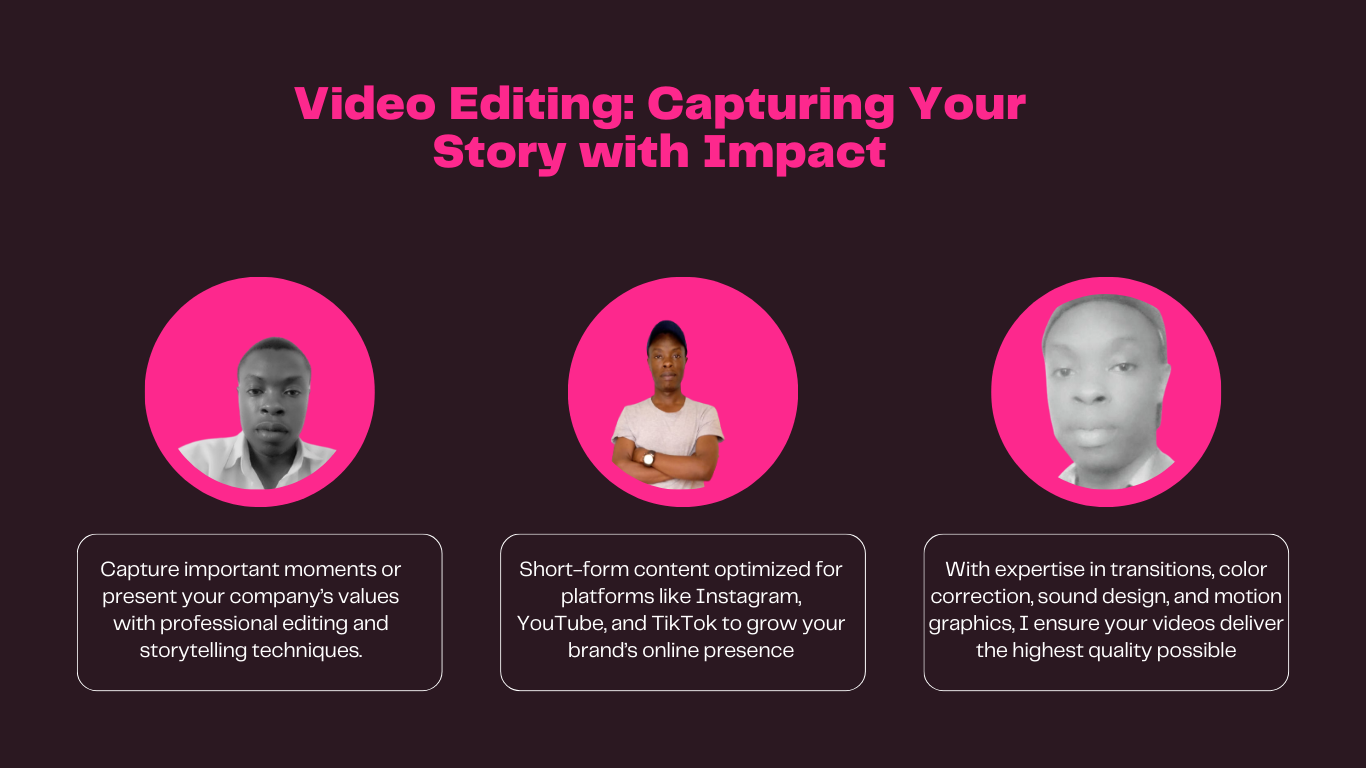 Video Editing: Capturing Your
Story with Impact
Capture important moments or
present your company's values
with professional editing and
storytelling techniques.
Short-form content optimized for
platforms like Instagram,
YouTube, and TikTok to grow your
brand's online presence
With expertise in transitions, color
correction, sound design, and motion
graphics, I ensure your videos deliver
the highest quality possible